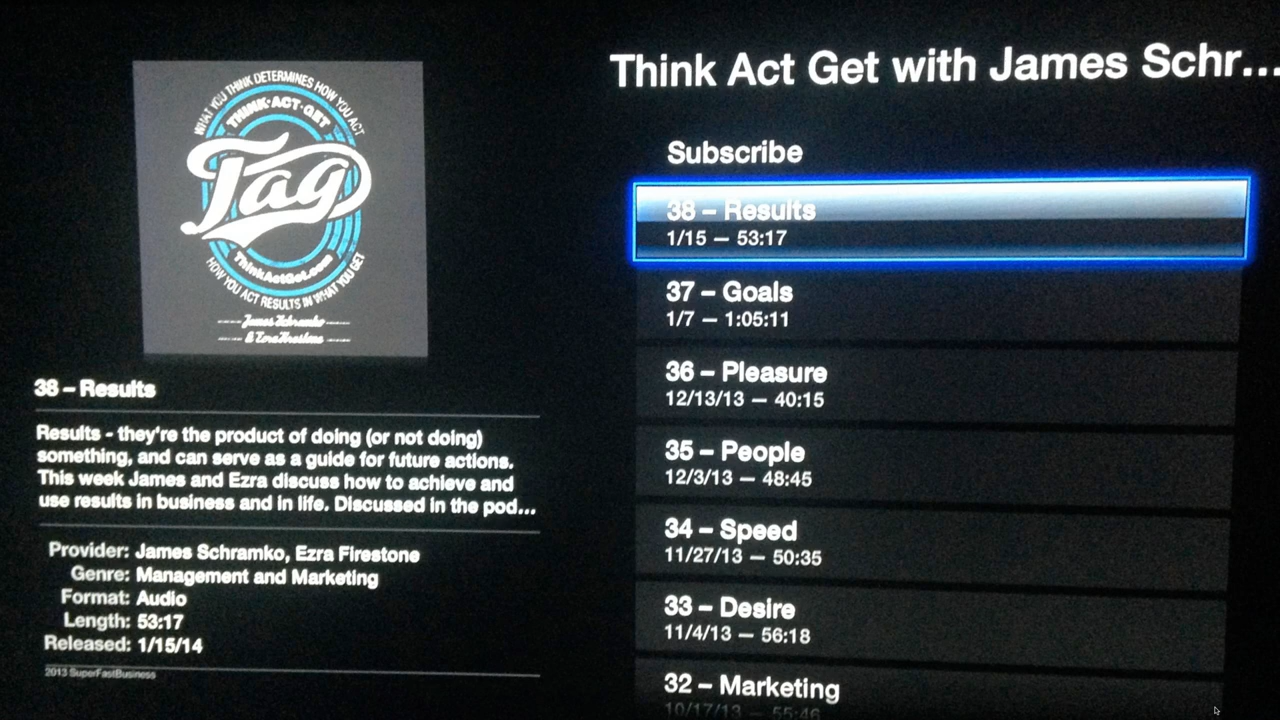 WHAT YOU THINK DETERMINES HOW YOU ACT
THINK·ACT·GET
Tag
ThinkActGet.com
HOW YOU ACT RESULTS IN WHAT YOU GET
James Schramko
& Ezra Firestone
38 – Results
Results - they're the product of doing (or not doing)
something, and can serve as a guide for future actions.
This week James and Ezra discuss how to achieve and
use results in business and in life. Discussed in the pod...
Provider: James Schramko, Ezra Firestone
Genre: Management and Marketing
Format: Audio
Length: 53:17
Released: 1/15/14
2013 SuperFastBusiness
Think Act Get with James Schr...
Subscribe
38 – Results
1/15 — 53:17
37 – Goals
1/7 — 1:05:11
36 – Pleasure
12/13/13 — 40:15
35 – People
12/3/13 — 48:45
34 – Speed
11/27/13 — 50:35
33 – Desire
11/4/13 — 56:18
32 – Marketing
10/17/13 — 55:46